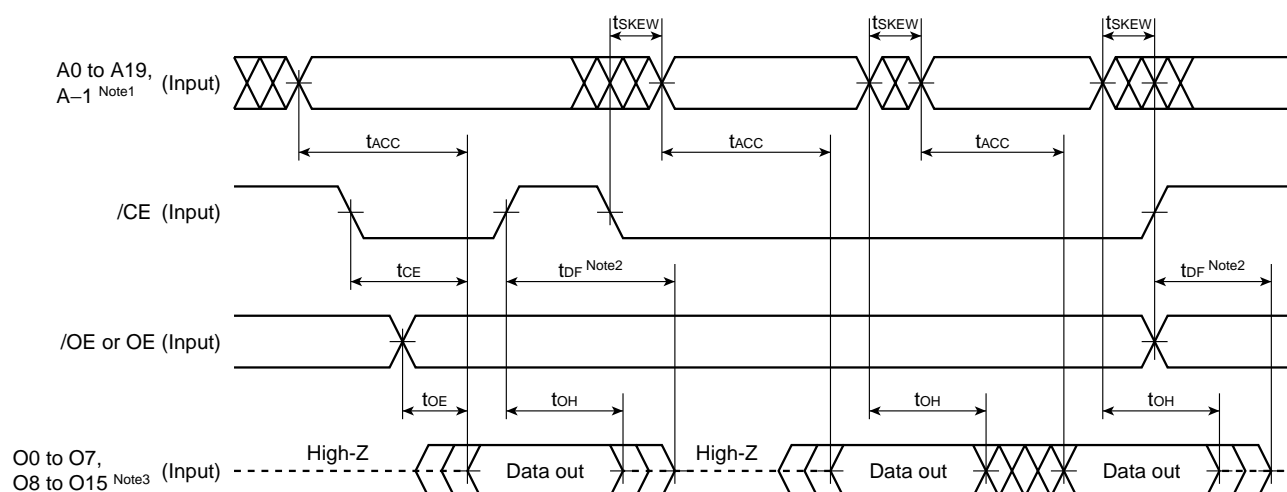 tSKEW tSKEW tSKEW
A0 to A19, (Input)
A−1 Note1
tACC tACC tACC
/CE (Input)
tCE tDF Note2 tDF Note2
/OE or OE (Input)
tOE tOH tOH tOH
O0 to O7, (Input)
O8 to O15 Note3
High-Z Data out High-Z Data out Data out